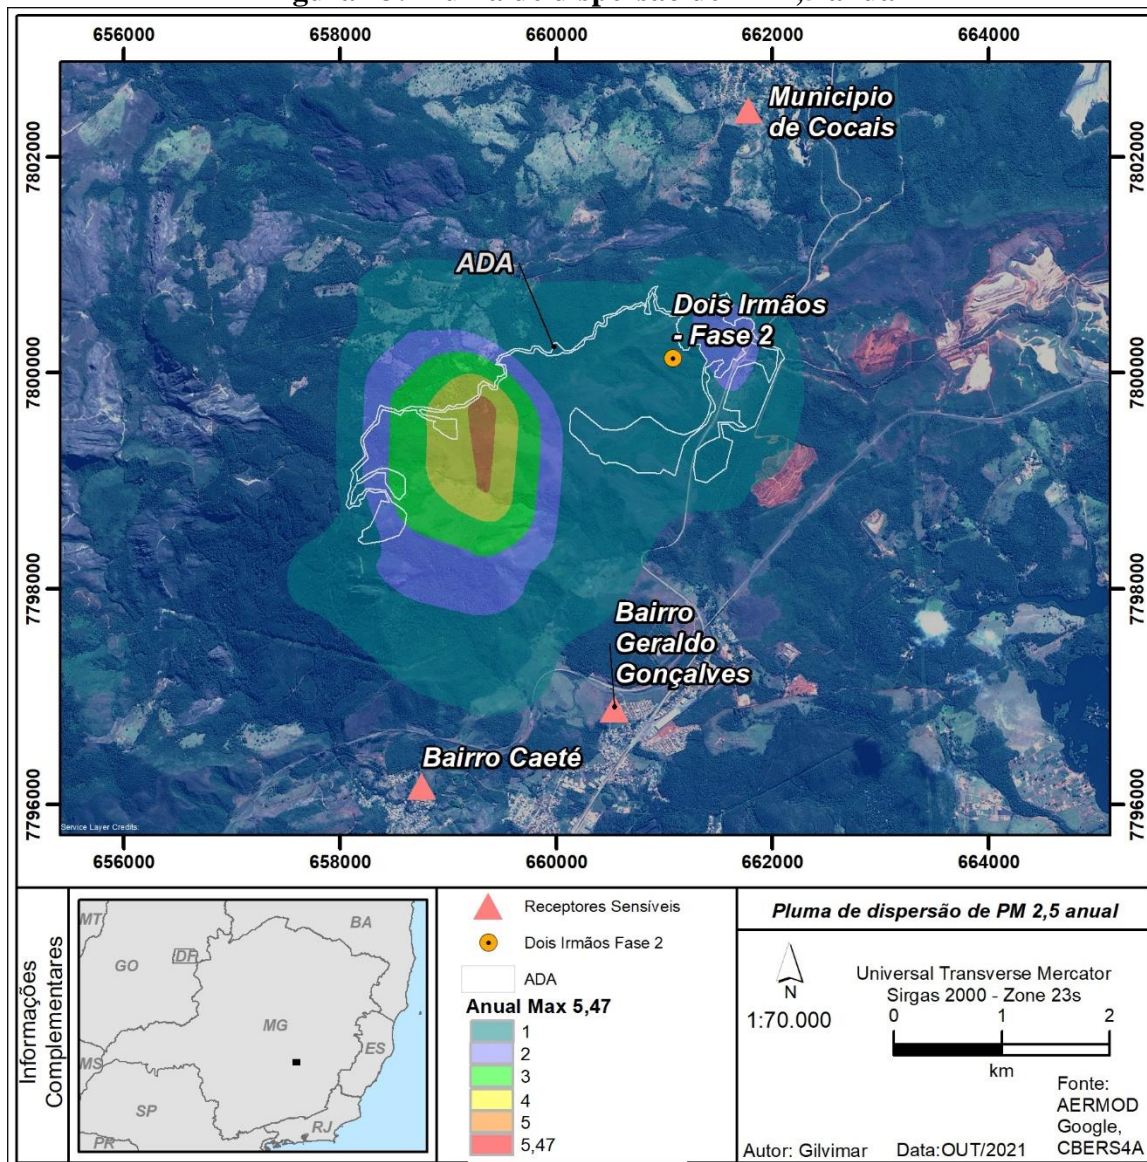 656000 658000 660000 662000 664000
Municipio
de Cocais
7802000 7802000
ADA
Dois Irmãos
- Fase 2
7800000 7800000
7798000 7798000
Bairro
Geraldo
Gonçalves
Bairro Caeté
7796000 7796000
Service Layer Credits:
656000 658000 660000 662000 664000
Informações
Complementares
MT
BA
GO
DF
MG
MS
ES
SP
RJ
PR
Receptores Sensíveis
Dois Irmãos Fase 2
ADA
Anual Max 5,47
1
2
3
4
5
5,47
Pluma de dispersão de PM 2,5 anual
N
1:70.000
Universal Transverse Mercator
Sirgas 2000 - Zone 23s
0 1 2
km
Fonte:
AERMOD
Google,
CBERS4A
Autor: Gilvimar Data:OUT/2021